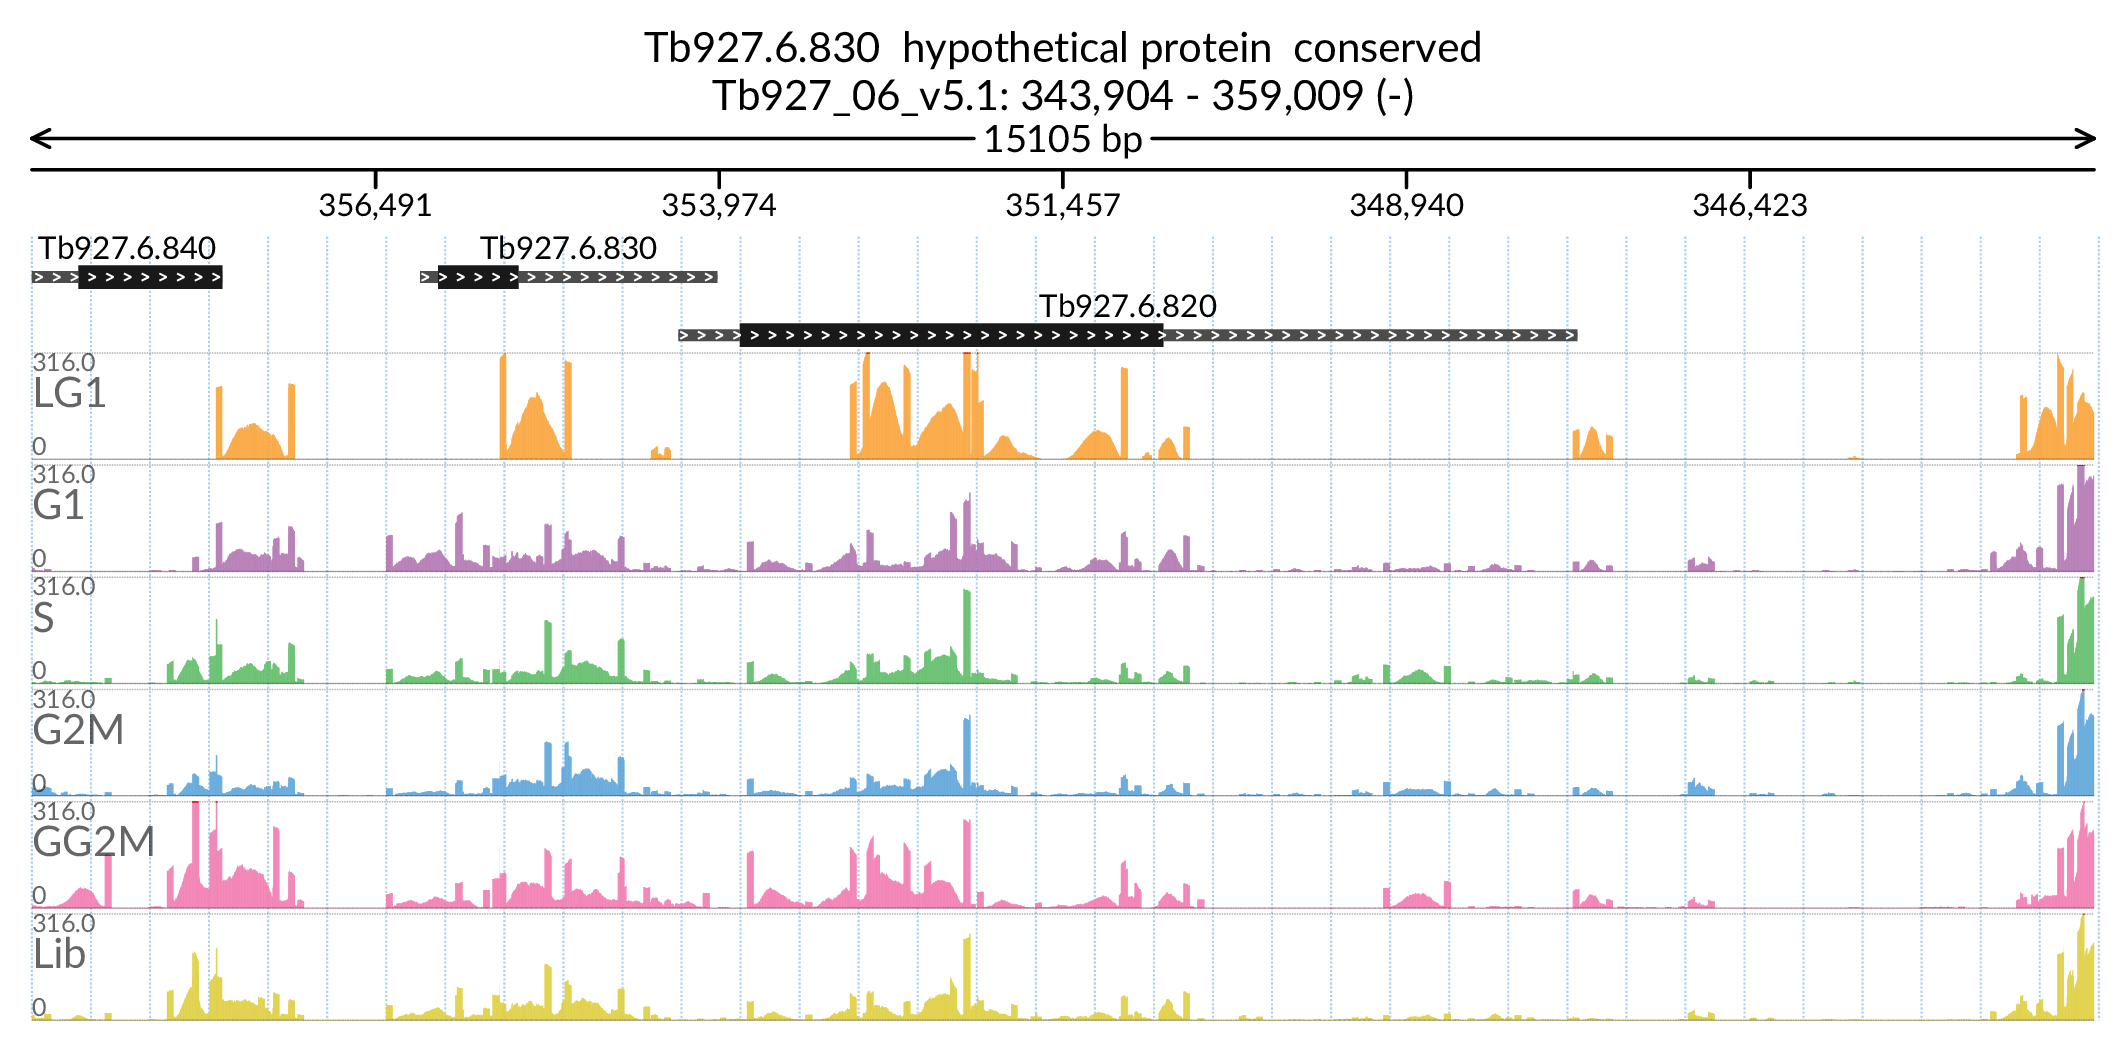 Tb927.6.830  hypothetical protein  conserved
Tb927_06_v5.1: 343,904 - 359,009 (-)
15105 bp
356,491 353,974 351,457 348,940 346,423
Tb927.6.840 Tb927.6.830
Tb927.6.820
316.0
LG1
0
316.0
G1
0
316.0
S
0
316.0
G2M
0
316.0
GG2M
0
316.0
Lib
0